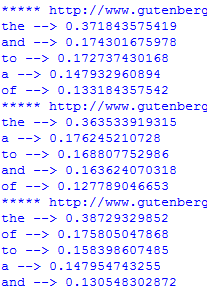 ***** http://www.gutenberg
the --> 0.371843575419
and --> 0.174301675978
to --> 0.172737430168
a --> 0.147932960894
of --> 0.133184357542
***** http://www.gutenberg
the --> 0.363533919315
a --> 0.176245210728
to --> 0.168807752986
and --> 0.163624070318
of --> 0.127789046653
***** http://www.gutenberg
the --> 0.38729329852
of --> 0.175805047868
to --> 0.158398607485
a --> 0.147954743255
and --> 0.130548302872